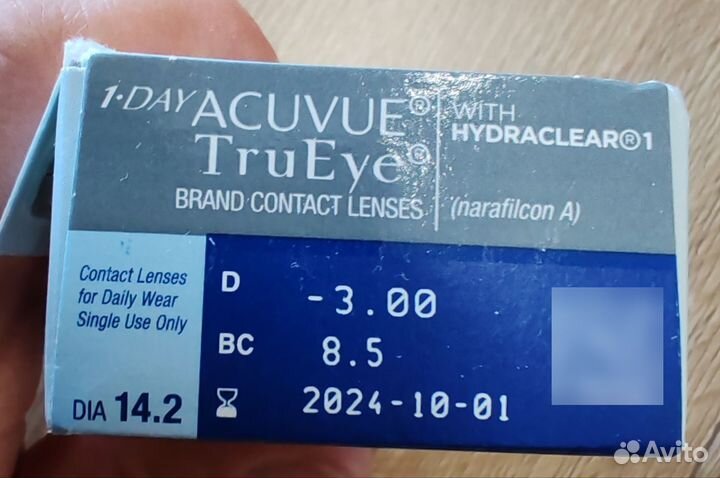 1·DAY ACUVUE® WITH
TruEye® HYDRACLEAR®1
BRAND CONTACT LENSES (narafilcon A)
Contact Lenses
for Daily Wear
Single Use Only
DIA 14.2
D -3.00
BC 8.5
2024-10-01
Avito